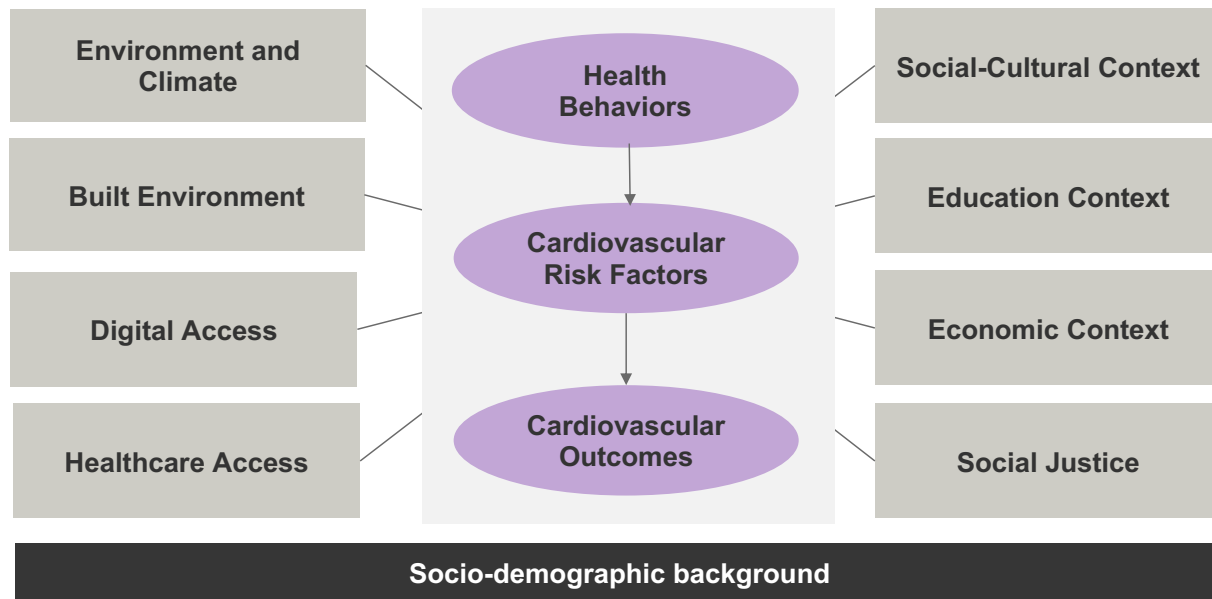 Environment and
Climate
Built Environment
Digital Access
Healthcare Access
Health
Behaviors
Cardiovascular
Risk Factors
Cardiovascular
Outcomes
Social-Cultural Context
Education Context
Economic Context
Social Justice
Socio-demographic background